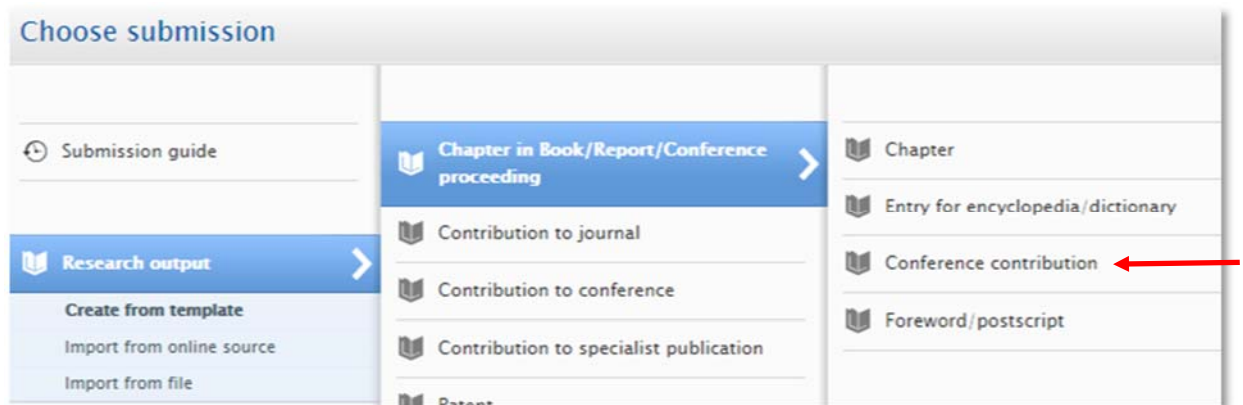 Choose submission
Submission guide
Research output
Create from template
Import from online source
Import from file
Chapter in Book/Report/Conference
proceeding
Contribution to journal
Contribution to conference
Contribution to specialist publication
Patent
Chapter
Entry for encyclopedia/dictionary
Conference contribution
Foreword/postscript